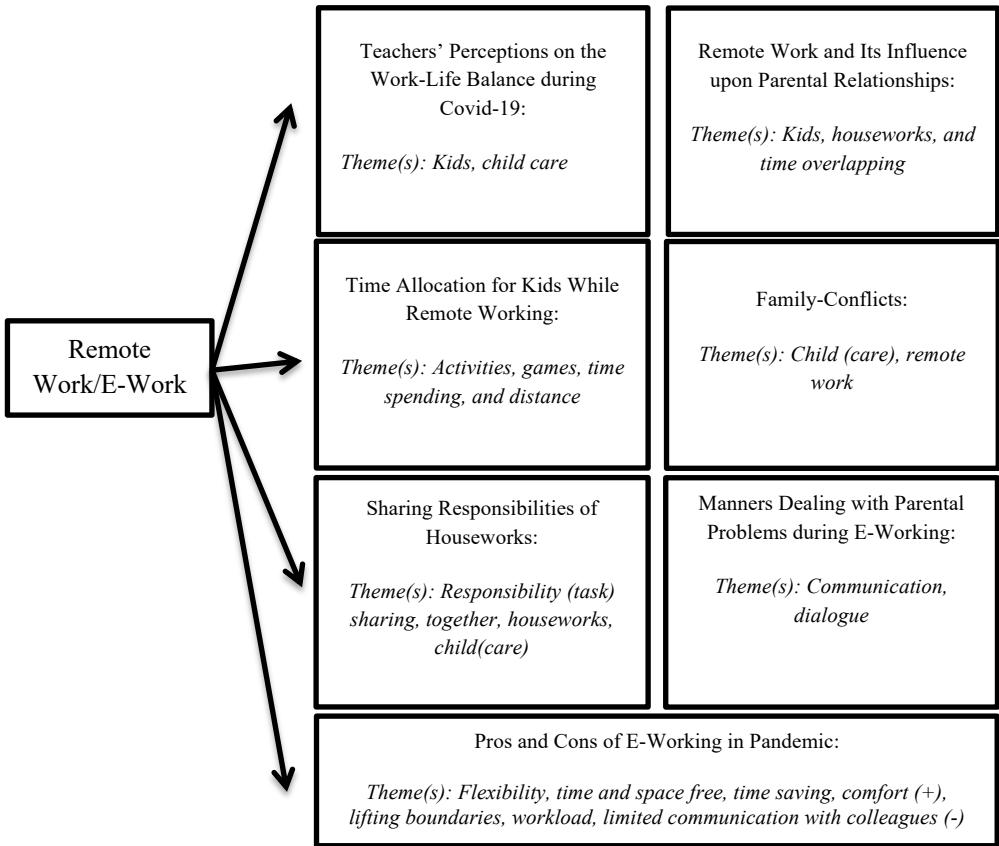 Remote
Work/E-Work
Teachers’ Perceptions on the
Work-Life Balance during
Covid-19:
Theme(s): Kids, child care
Remote Work and Its Influence
upon Parental Relationships:
Theme(s): Kids, houseworks, and
time overlapping
Time Allocation for Kids While
Remote Working:
Theme(s): Activities, games, time
spending, and distance
Family-Conflicts:
Theme(s): Child (care), remote
work
Sharing Responsibilities of
Houseworks:
Theme(s): Responsibility (task)
sharing, together, houseworks,
child(care)
Manners Dealing with Parental
Problems during E-Working:
Theme(s): Communication,
dialogue
Pros and Cons of E-Working in Pandemic:
Theme(s): Flexibility, time and space free, time saving, comfort (+),
lifting boundaries, workload, limited communication with colleagues (-)